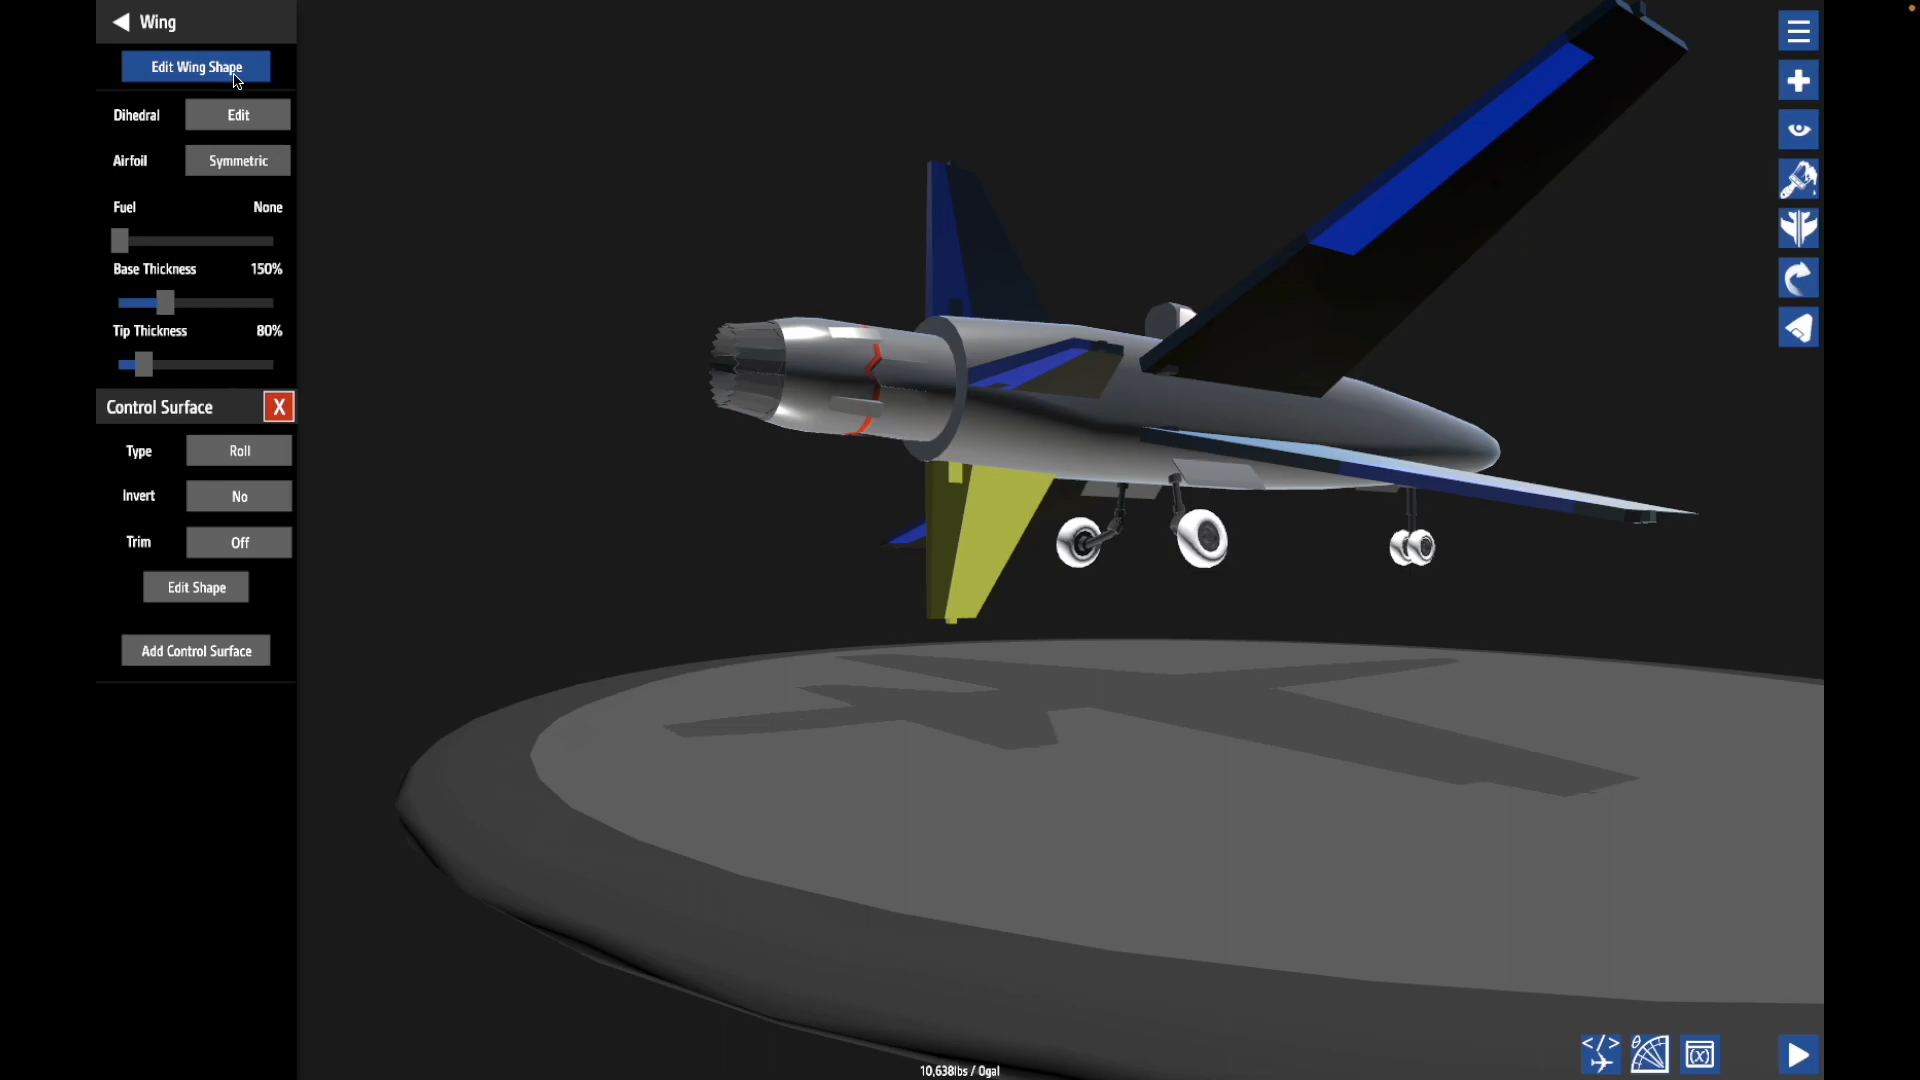 Wing
Edit Wing Shape
Dihedral Edit
Airfoil Symmetric
Fuel None
Base Thickness 150%
Tip Thickness 80%
Control Surface X
Type Roll
Invert No
Trim Off
Edit Shape
Add Control Surface
</>
(x)
10,638lbs / 0gal